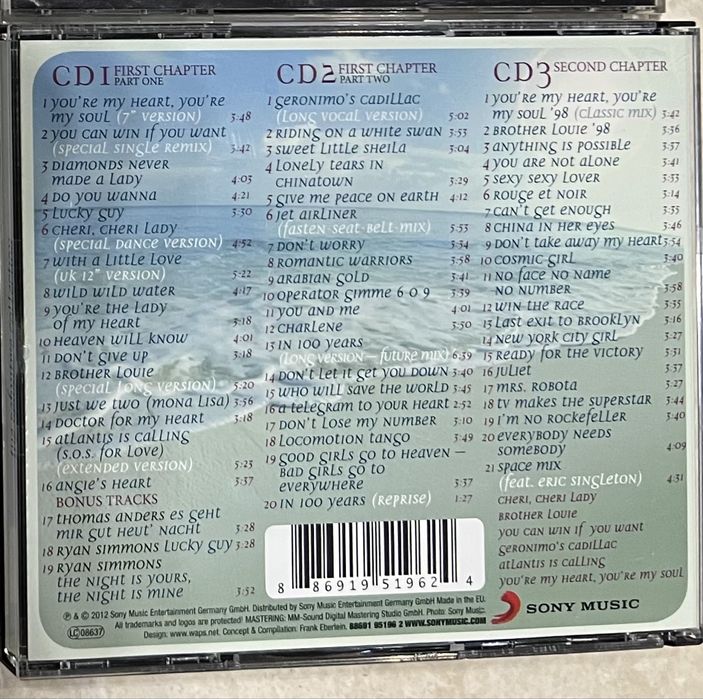 CD1 FIRST CHAPTER
PART ONE
1 YOU'RE MY HEART, YOU'RE
MY SOUL (7" VERSION) 3:48
2 YOU CAN WIN IF YOU WANT
(SPECIAL SINGLE REMIX) 3:42
3 DIAMONDS NEVER
MADE A LADY 4:03
4 DO YOU WANNA 4:21
5 LUCKY GUY 3:30
6 CHERI, CHERI LADY
(SPECIAL DANCE VERSION) 4:52
7 WITH A LITTLE LOVE
(UK 12" VERSION) 5:22
8 WILD WILD WATER 4:17
9 YOU'RE THE LADY
OF MY HEART 3:18
10 HEAVEN WILL KNOW 4:01
11 DON'T GIVE UP 3:18
12 BROTHER LOUIE
(SPECIAL LONG VERSION) 5:20
13 JUST WE TWO (MONA LISA) 3:56
14 DOCTOR FOR MY HEART 3:18
15 ATLANTIS IS CALLING
(S.O.S. FOR LOVE)
(EXTENDED VERSION) 5:23
16 ANGIE'S HEART 3:37
BONUS TRACKS
17 THOMAS ANDERS ES GEHT
MIR GUT HEUT' NACHT 3:28
18 RYAN SIMMONS LUCKY GUY 3:28
19 RYAN SIMMONS
THE NIGHT IS YOURS,
THE NIGHT IS MINE 3:52
CD2 FIRST CHAPTER
PART TWO
1 GERONIMO'S CADILLAC
(LONG VOCAL VERSION) 5:02
2 RIDING ON A WHITE SWAN 3:53
3 SWEET LITTLE SHEILA 3:04
4 LONELY TEARS IN
CHINATOWN 3:29
5 GIVE ME PEACE ON EARTH 4:12
6 JET AIRLINER
(FASTEN-SEAT-BELT-MIX) 5:53
7 DON'T WORRY 3:34
8 ROMANTIC WARRIORS 3:58
9 ARABIAN GOLD 3:41
10 OPERATOR GIMME 6 0 9 3:39
11 YOU AND ME 4:01
12 CHARLENE 3:50
13 IN 100 YEARS
(LONG VERSION – FUTURE MIX) 6:39
14 DON'T LET IT GET YOU DOWN 3:40
15 WHO WILL SAVE THE WORLD 3:45
16 A TELEGRAM TO YOUR HEART 2:52
17 DON'T LOSE MY NUMBER 3:10
18 LOCOMOTION TANGO 3:49
19 GOOD GIRLS GO TO HEAVEN –
BAD GIRLS GO TO
EVERYWHERE 3:37
20 IN 100 YEARS (REPRISE) 1:27
CD3 SECOND CHAPTER
1 YOU'RE MY HEART, YOU'RE
MY SOUL '98 (CLASSIC MIX) 3:42
2 BROTHER LOUIE '98 3:36
3 ANYTHING IS POSSIBLE 3:37
4 YOU ARE NOT ALONE 3:41
5 SEXY SEXY LOVER 3:33
6 ROUGE ET NOIR 3:14
7 CAN'T GET ENOUGH 3:35
8 CHINA IN HER EYES 3:46
9 DON'T TAKE AWAY MY HEART 3:54
10 COSMIC GIRL 3:40
11 NO FACE NO NAME
NO NUMBER 3:58
12 WIN THE RACE 3:35
13 LAST EXIT TO BROOKLYN 3:16
14 NEW YORK CITY GIRL 3:27
15 READY FOR THE VICTORY 3:31
16 JULIET 3:37
17 MRS. ROBOTA 3:27
18 TV MAKES THE SUPERSTAR 3:44
19 I'M NO ROCKEFELLER 3:40
20 EVERYBODY NEEDS
SOMEBODY 4:09
21 SPACE MIX
(FEAT. ERIC SINGLETON) 4:31
CHERI, CHERI LADY
BROTHER LOUIE
YOU CAN WIN IF YOU WANT
GERONIMO'S CADILLAC
ATLANTIS IS CALLING
YOU'RE MY HEART, YOU'RE MY SOUL
8 86919 51962 4
SONY MUSIC
℗ & © 2012 Sony Music Entertainment Germany GmbH. Distributed by Sony Music Entertainment Germany GmbH Made in the EU.
LC 08637
All trademarks and logos are protected! MASTERING: MM-Sound Digital Mastering Studio GmbH. Photo: Sony Music.
Design: www.waps.net. Concept & Compilation: Frank Eberlein. 88691 95196 2 WWW.SONYMUSIC.COM